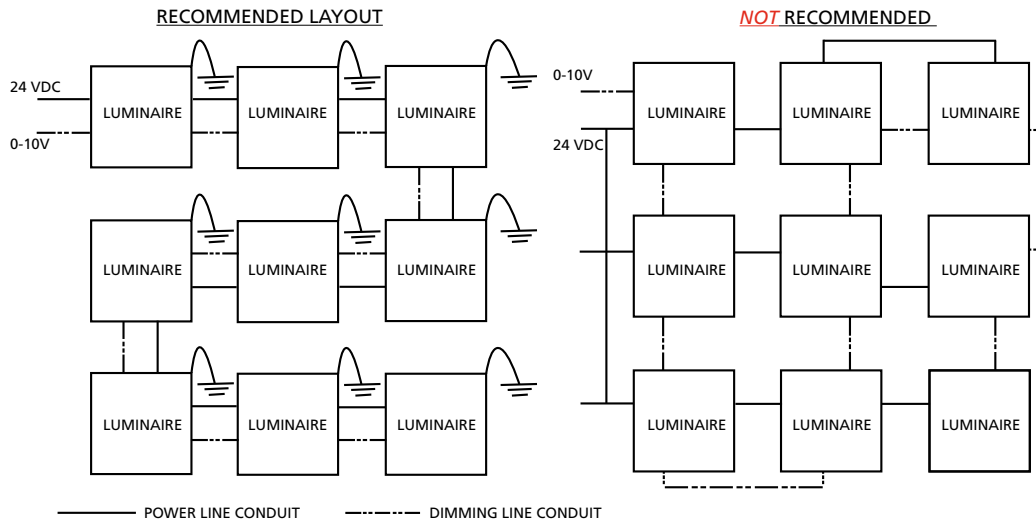 RECOMMENDED LAYOUT
NOT RECOMMENDED
24 VDC
0-10V
LUMINAIRE LUMINAIRE LUMINAIRE
LUMINAIRE LUMINAIRE LUMINAIRE
LUMINAIRE LUMINAIRE LUMINAIRE
0-10V
24 VDC
LUMINAIRE LUMINAIRE LUMINAIRE
LUMINAIRE LUMINAIRE LUMINAIRE
LUMINAIRE LUMINAIRE LUMINAIRE
POWER LINE CONDUIT
DIMMING LINE CONDUIT